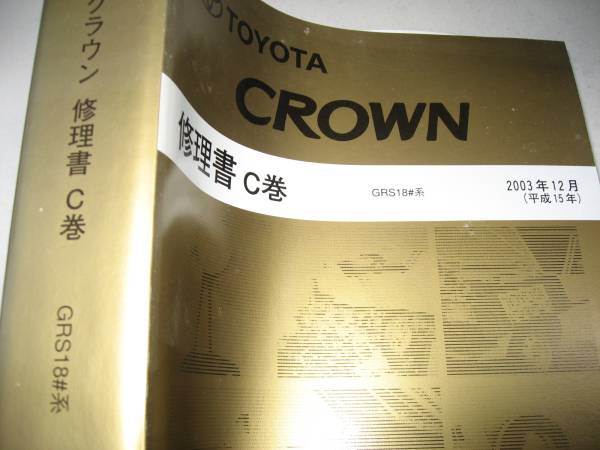 クラウン 修理書 C巻
GRS18#系
TOYOTA
CROWN
修理書 C巻
GRS18#系
2003年12月
(平成15年)